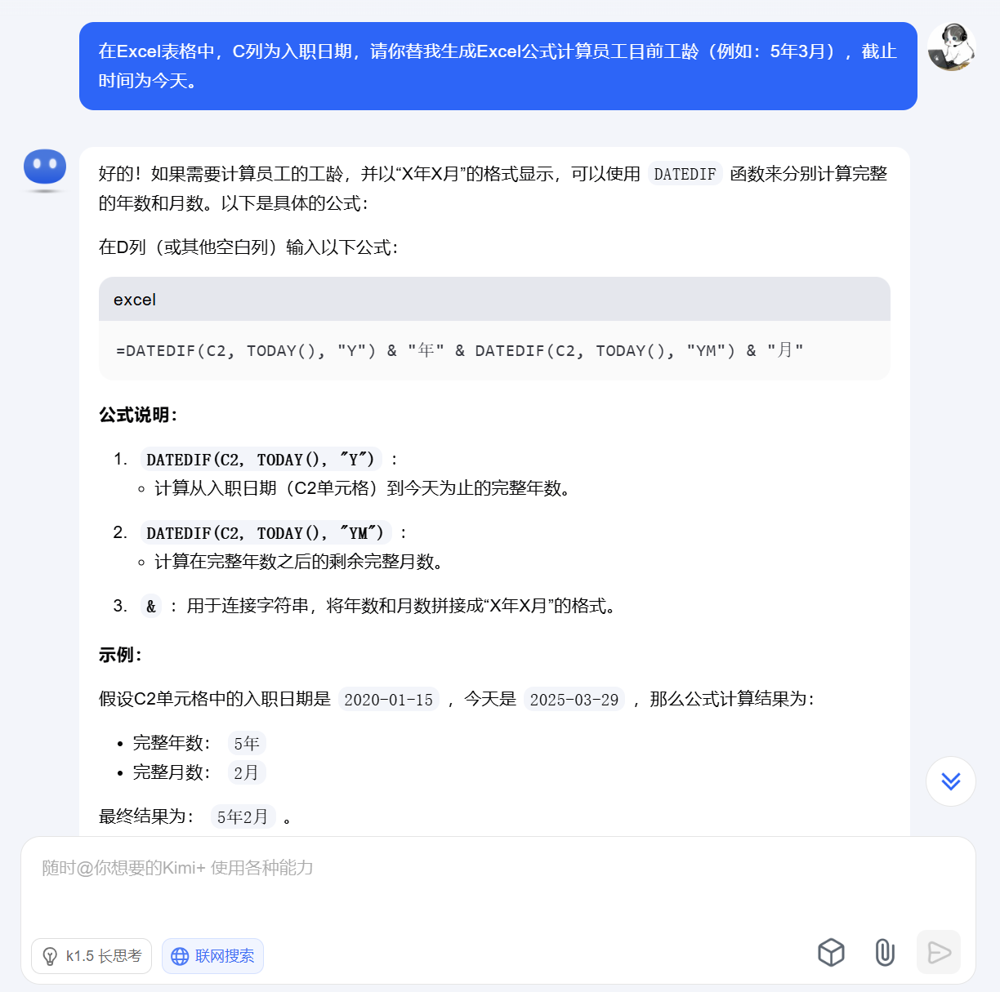 在Excel表格中，C列为入职日期，请你替我生成Excel公式计算员工目前工龄（例如：5年3月），截止
时间为今天。
好的！如果需要计算员工的工龄，并以“X年X月”的格式显示，可以使用 DATEDIF 函数来分别计算完整
的年数和月数。以下是具体的公式：
在D列（或其他空白列）输入以下公式：
excel
=DATEDIF(C2, TODAY(), "Y") & "年" & DATEDIF(C2, TODAY(), "YM") & "月"
公式说明：
1. DATEDIF(C2, TODAY(), "Y") ：
◦ 计算从入职日期（C2单元格）到今天为止的完整年数。
2. DATEDIF(C2, TODAY(), "YM") ：
◦ 计算在完整年数之后的剩余完整月数。
3. & ：用于连接字符串，将年数和月数拼接成“X年X月”的格式。
示例：
假设C2单元格中的入职日期是 2020-01-15 ，今天是 2025-03-29 ，那么公式计算结果为：
• 完整年数： 5年
• 完整月数： 2月
最终结果为： 5年2月 。
随时@你想要的Kimi+ 使用各种能力
k1.5 长思考 联网搜索